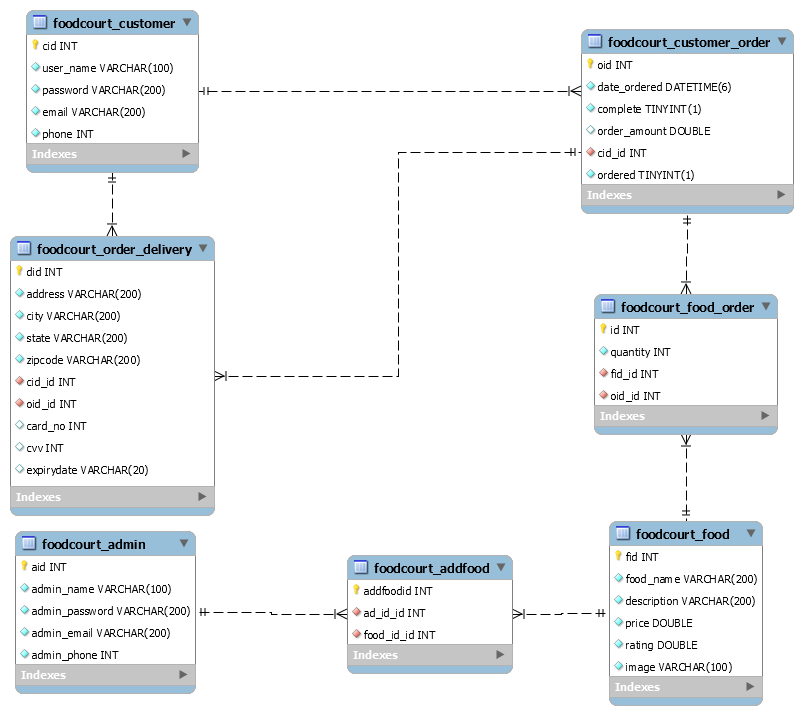 foodcourt_customer
cid INT
user_name VARCHAR(100)
password VARCHAR(200)
email VARCHAR(200)
phone INT
Indexes
foodcourt_customer_order
oid INT
date_ordered DATETIME(6)
complete TINYINT(1)
order_amount DOUBLE
cid_id INT
ordered TINYINT(1)
Indexes
foodcourt_order_delivery
did INT
address VARCHAR(200)
city VARCHAR(200)
state VARCHAR(200)
zipcode VARCHAR(200)
cid_id INT
oid_id INT
card_no INT
cvv INT
expirydate VARCHAR(20)
Indexes
foodcourt_food_order
id INT
quantity INT
fid_id INT
oid_id INT
Indexes
foodcourt_admin
aid INT
admin_name VARCHAR(100)
admin_password VARCHAR(200)
admin_email VARCHAR(200)
admin_phone INT
Indexes
foodcourt_addfood
addfoodid INT
ad_id_id INT
food_id_id INT
Indexes
foodcourt_food
fid INT
food_name VARCHAR(200)
description VARCHAR(200)
price DOUBLE
rating DOUBLE
image VARCHAR(100)
Indexes